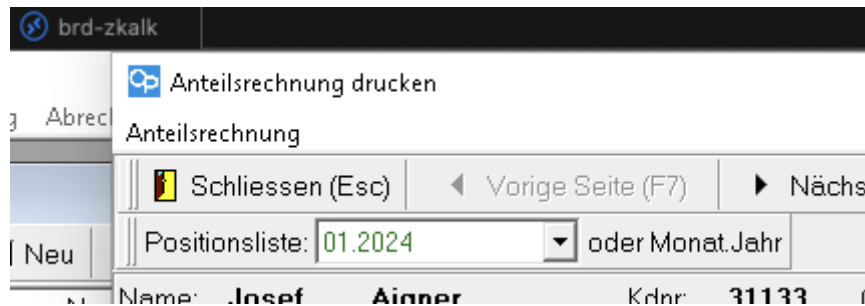 brd-zkalk
Anteilsrechnung drucken
Abrecl
Anteilsrechnung
Schliessen (Esc) Vorige Seite (F7) Nächs
Neu Positionsliste: 01.2024 oder Monat.Jahr
Name: Josef Aigner Kdnr: 31133